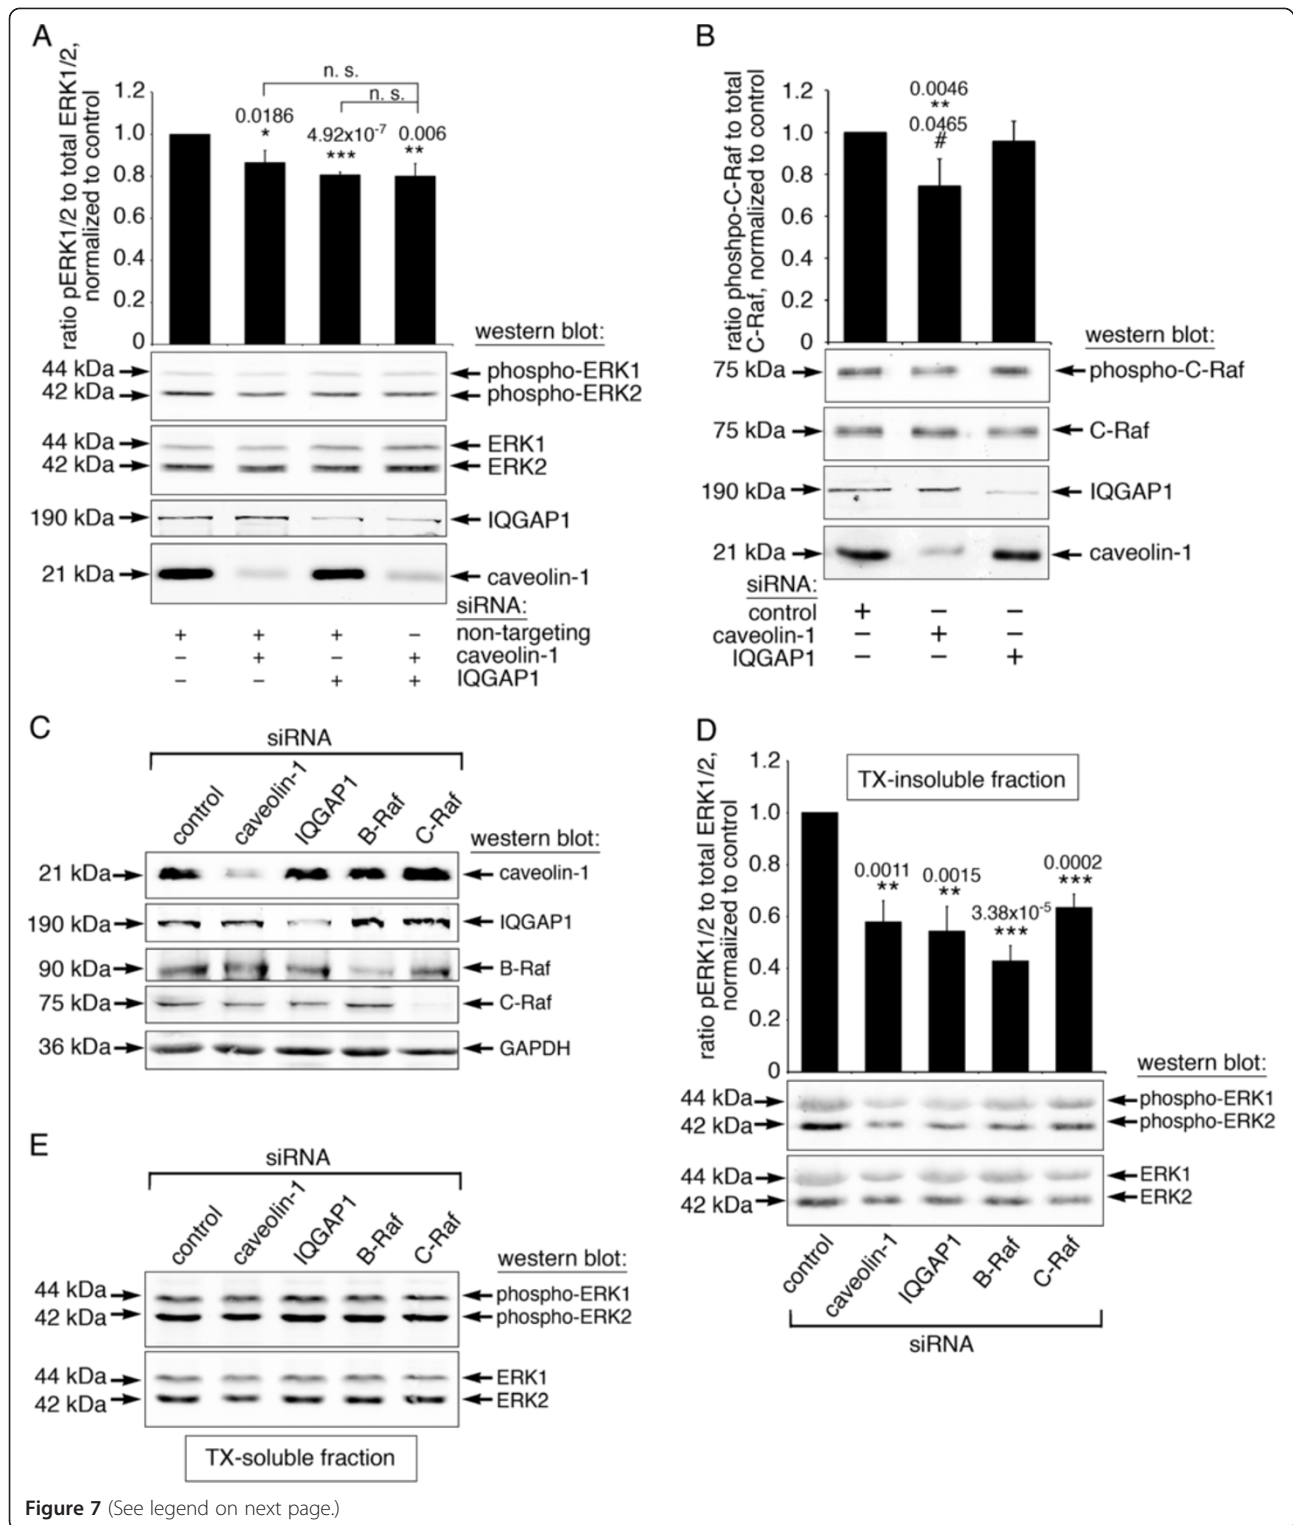 A
ratio pERK1/2 to total ERK1/2,
normalized to control
1.2
1.0
0.8
0.6
0.4
0.2
0
n. s.
n. s.
0.0186
*
4.92x10-7
***
0.006
**
western blot:
44 kDa
phospho-ERK1
42 kDa
phospho-ERK2
44 kDa
ERK1
42 kDa
ERK2
190 kDa
IQGAP1
21 kDa
caveolin-1
siRNA:
+ + + – non-targeting
– + – + caveolin-1
– – + + IQGAP1
B
ratio phoshpo-C-Raf to total
C-Raf, normalized to control
1.2
1.0
0.8
0.6
0.4
0.2
0
0.0046
**
0.0465
#
western blot:
75 kDa
phospho-C-Raf
75 kDa
C-Raf
190 kDa
IQGAP1
21 kDa
caveolin-1
siRNA:
control + – –
caveolin-1 – + –
IQGAP1 – – +
C
siRNA
control
caveolin-1
IQGAP1
B-Raf
C-Raf
western blot:
21 kDa
caveolin-1
190 kDa
IQGAP1
90 kDa
B-Raf
75 kDa
C-Raf
36 kDa
GAPDH
D
ratio pERK1/2 to total ERK1/2,
normaiized to control
1.2
1.0
0.8
0.6
0.4
0.2
0
TX-insoluble fraction
0.0011
**
0.0015
**
3.38x10-5
***
0.0002
***
western blot:
44 kDa
phospho-ERK1
42 kDa
phospho-ERK2
44 kDa
ERK1
42 kDa
ERK2
control
caveolin-1
IQGAP1
B-Raf
C-Raf
siRNA
E
siRNA
control
caveolin-1
IQGAP1
B-Raf
C-Raf
western blot:
44 kDa
phospho-ERK1
42 kDa
phospho-ERK2
44 kDa
ERK1
42 kDa
ERK2
TX-soluble fraction
Figure 7 (See legend on next page.)